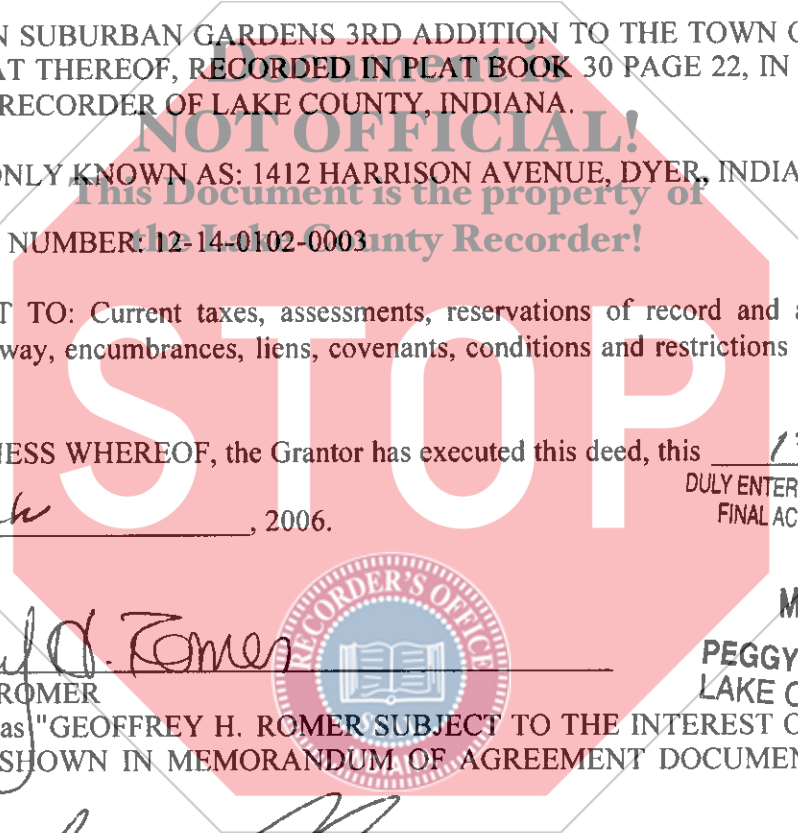 N SUBURBAN GARDENS 3RD ADDITION TO THE TOWN O
AT THEREOF, RECORDED IN PLAT BOOK 30 PAGE 22, IN
Document is
RECORDER OF LAKE COUNTY, INDIANA.
NOT OFFICIAL!
ONLY KNOWN AS: 1412 HARRISON AVENUE, DYER, INDIA
This Document is the property of
NUMBER: 12-14-0102-0003
the Lake County Recorder!
T TO: Current taxes, assessments, reservations of record and a
way, encumbrances, liens, covenants, conditions and restrictions
STOP
NESS WHEREOF, the Grantor has executed this deed, this
DULY ENTER
, 2006.
FINAL AC
RECORDER'S OFFICE
M
H. Romer
PEGGY
ROMER
LAKE C
as "GEOFFREY H. ROMER SUBJECT TO THE INTEREST O
SHOWN IN MEMORANDUM OF AGREEMENT DOCUMEN